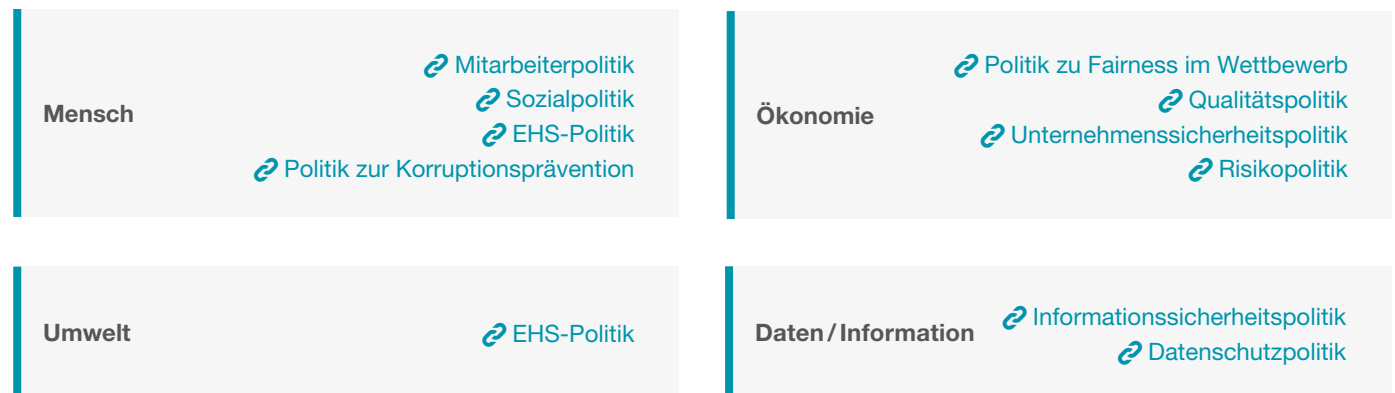 Mensch
Mitarbeiterpolitik
Sozialpolitik
EHS-Politik
Politik zur Korruptionsprävention
Ökonomie
Politik zu Fairness im Wettbewerb
Qualitätspolitik
Unternehmenssicherheitspolitik
Risikopolitik
Umwelt
EHS-Politik
Daten / Information
Informationssicherheitspolitik
Datenschutzpolitik